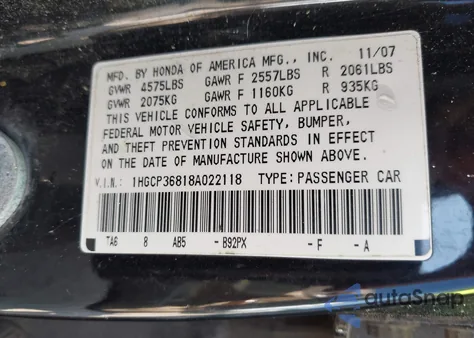 MFD. BY HONDA OF AMERICA MFG., INC. 11/07
GVWR 4575LBS GAWR F 2557LBS R 2061LBS
GVWR 2075KG GAWR F 1160KG R 935KG
THIS VEHICLE CONFORMS TO ALL APPLICABLE
FEDERAL MOTOR VEHICLE SAFETY, BUMPER,
AND THEFT PREVENTION STANDARDS IN EFFECT
ON THE DATE OF MANUFACTURE SHOWN ABOVE.
V.I.N.: 1HGCP36818A022118 TYPE: PASSENGER CAR
TA6 8 AB5 -B92PX -F -A
autoSnap